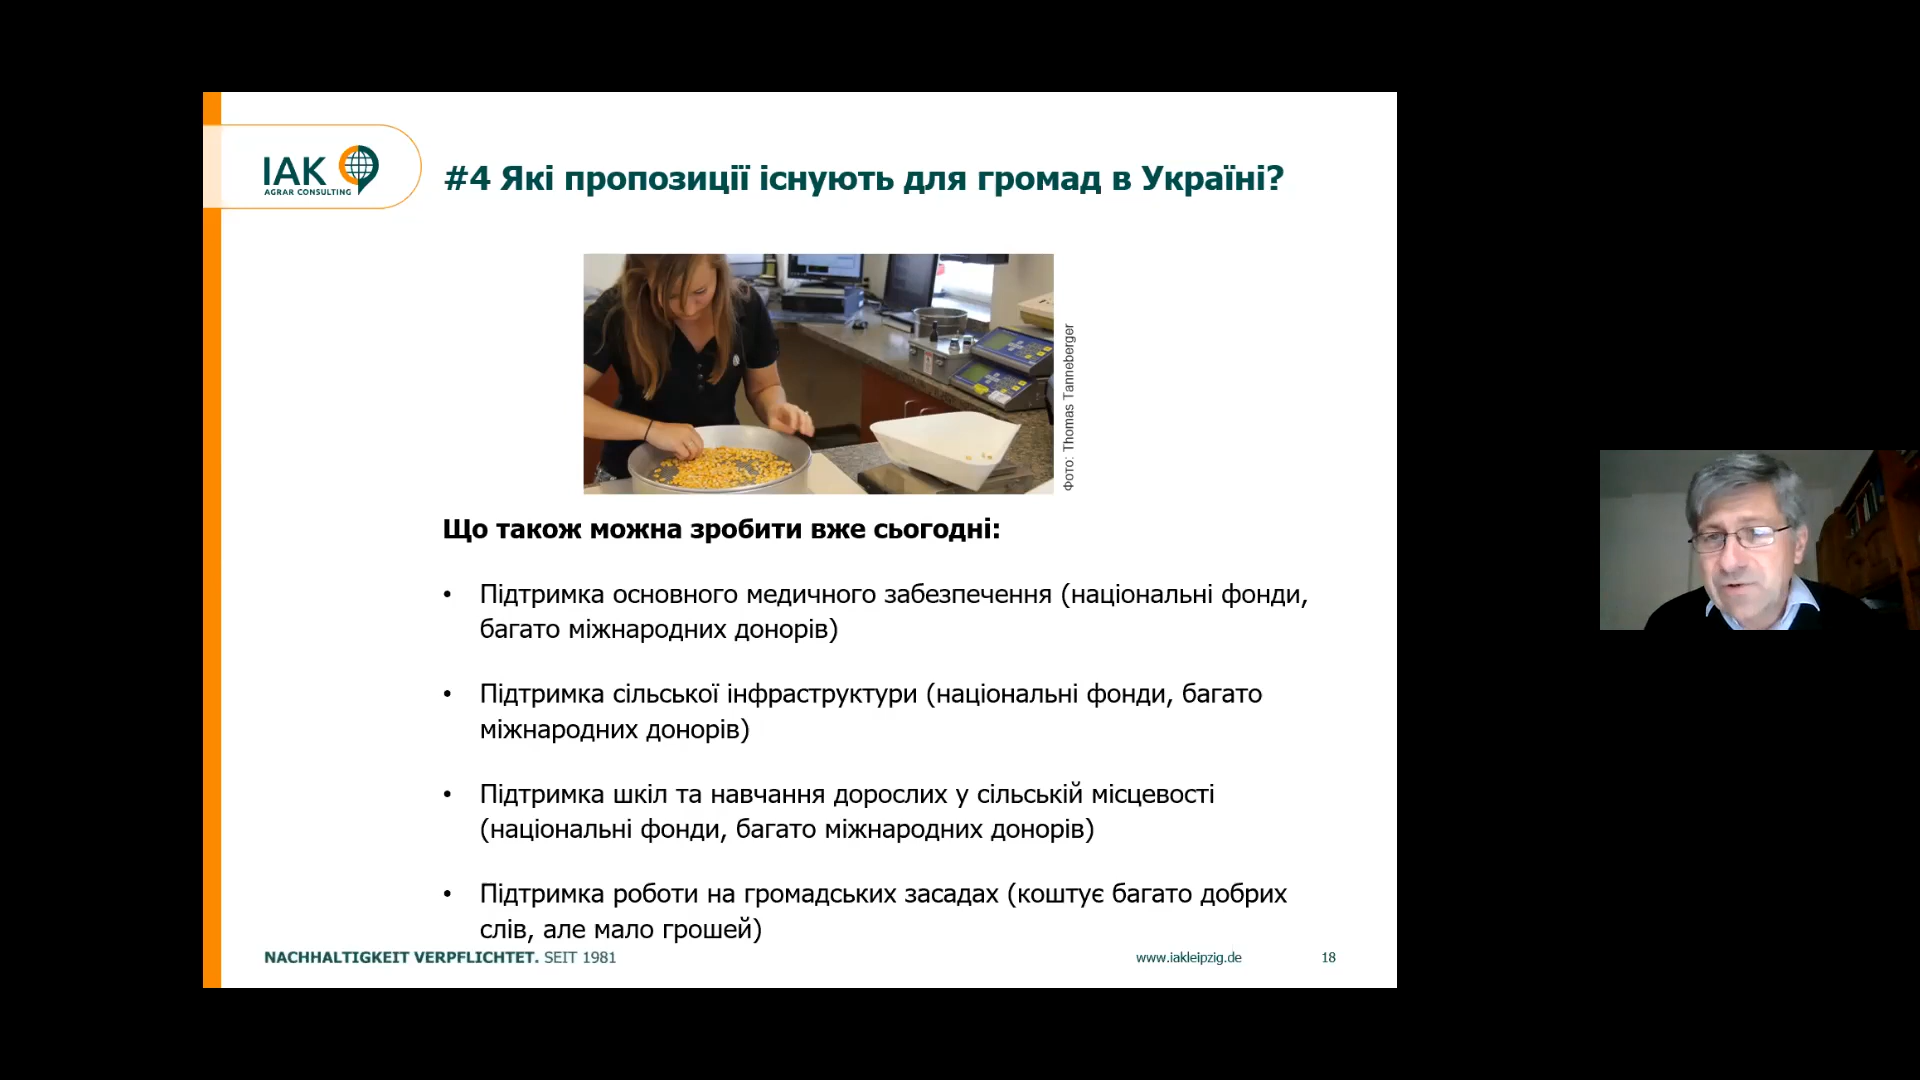 IAK
AGRAR CONSULTING
#4 Які пропозиції існують для громад в Україні?
Фото: Thomas Tanneberger
Що також можна зробити вже сьогодні:
• Підтримка основного медичного забезпечення (національні фонди,
багато міжнародних донорів)
• Підтримка сільської інфраструктури (національні фонди, багато
міжнародних донорів)
• Підтримка шкіл та навчання дорослих у сільській місцевості
(національні фонди, багато міжнародних донорів)
• Підтримка роботи на громадських засадах (коштує багато добрих
слів, але мало грошей)
NACHHALTIGKEIT VERPFLICHTET. SEIT 1981
www.iakleipzig.de
18